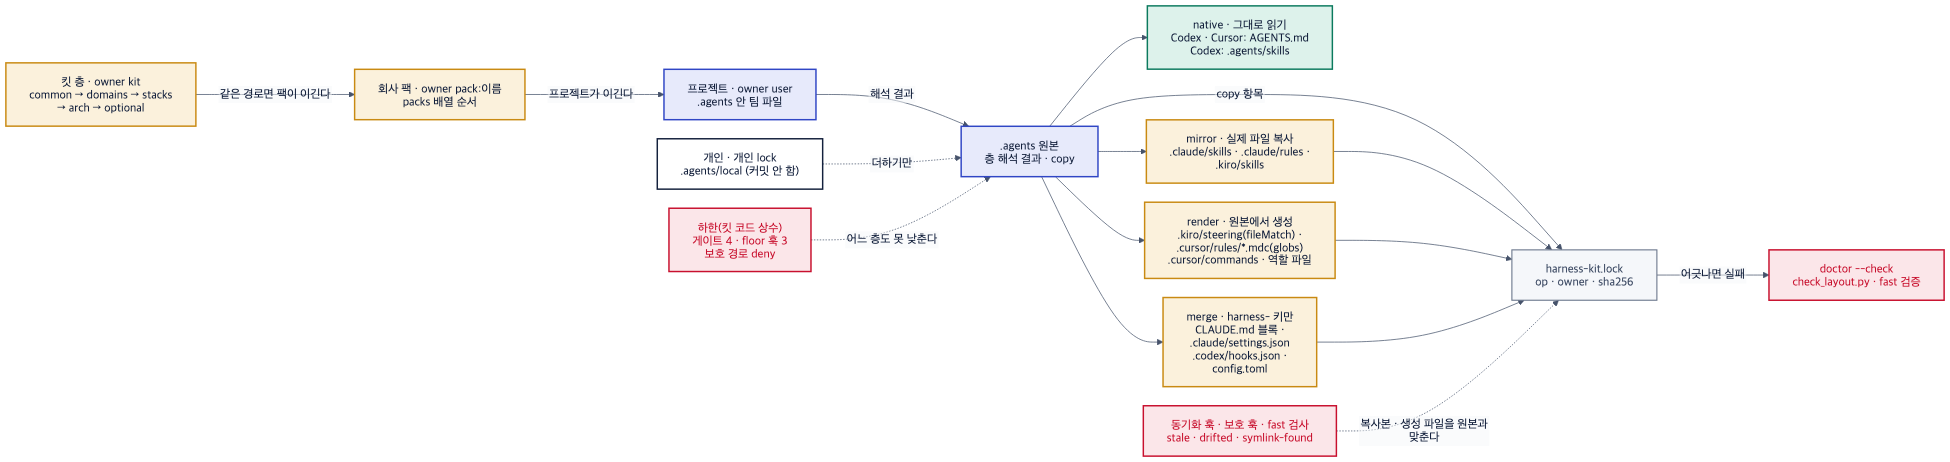 킷 층 · owner kit
common → domains → stacks
→ arch → optional
같은 경로면 팩이 이긴다
회사 팩 · owner pack:이름
packs 배열 순서
프로젝트가 이긴다
프로젝트 · owner user
.agents 안 팀 파일
해석 결과
개인 · 개인 lock
.agents/local (커밋 안 함)
더하기만
하한(킷 코드 상수)
게이트 4 · floor 훅 3
보호 경로 deny
어느 층도 못 낮춘다
.agents 원본
층 해석 결과 · copy
native · 그대로 읽기
Codex · Cursor: AGENTS.md
Codex: .agents/skills
copy 항목
mirror · 실제 파일 복사
.claude/skills · .claude/rules ·
.kiro/skills
render · 원본에서 생성
.kiro/steering(fileMatch) ·
.cursor/rules/*.mdc(globs)
.cursor/commands · 역할 파일
merge · harness- 키만
CLAUDE.md 블록 ·
.claude/settings.json
.codex/hooks.json ·
config.toml
동기화 훅 · 보호 훅 · fast 검사
stale · drifted · symlink-found
복사본 · 생성 파일을 원본과
맞춘다
harness-kit.lock
op · owner · sha256
어긋나면 실패
doctor --check
check_layout.py · fast 검증